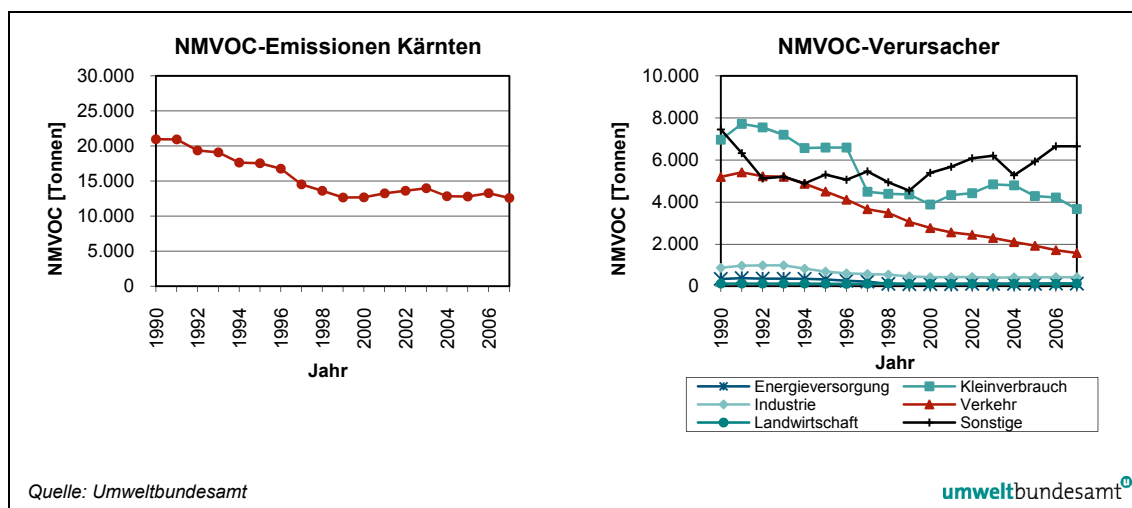 NMVOC-Emissionen Kärnten
NMVOC [Tonnen]
30.000
25.000
20.000
15.000
10.000
5.000
0
1990
1992
1994
1996
1998
2000
2002
2004
2006
Jahr
NMVOC-Verursacher
NMVOC [Tonnen]
10.000
8.000
6.000
4.000
2.000
0
1990
1992
1994
1996
1998
2000
2002
2004
2006
Jahr
Energieversorgung Kleinverbrauch
Industrie Verkehr
Landwirtschaft Sonstige
Quelle: Umweltbundesamt
umweltbundesamt u